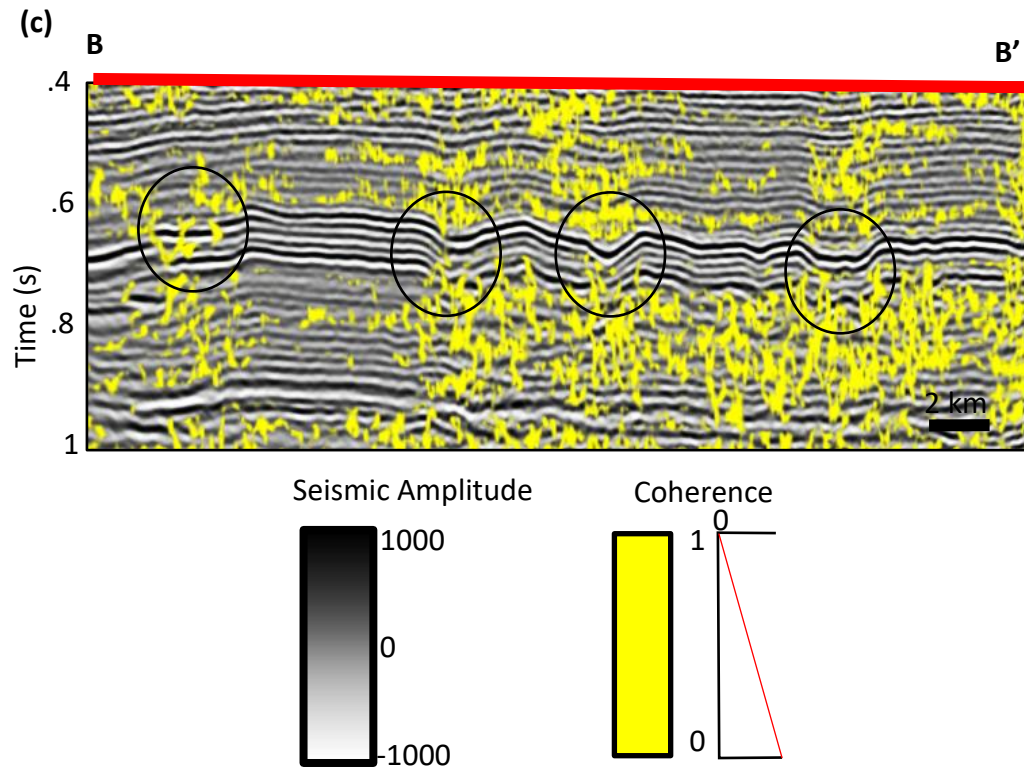 (c)
B B’
.4
.6
.8
1
Time (s)
2 km
Seismic Amplitude
1000
0
-1000
Coherence
0
1
0